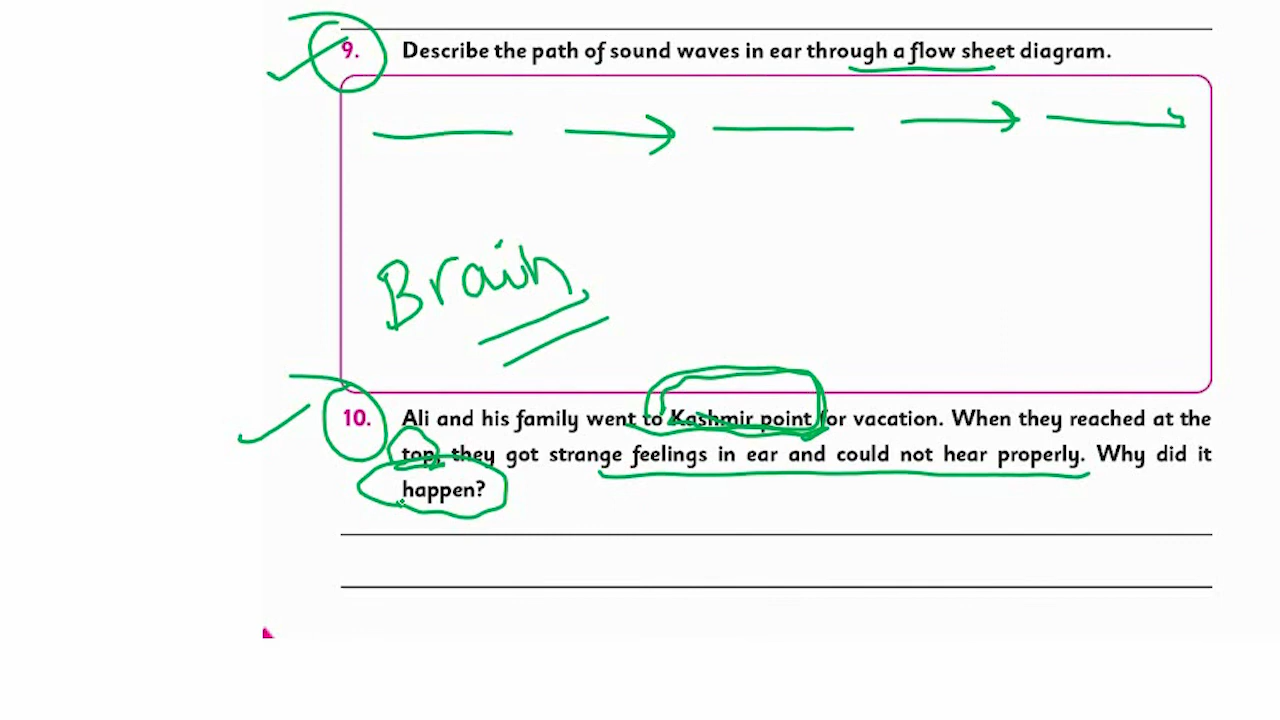 9. Describe the path of sound waves in ear through a flow sheet diagram.
Brain
10. Ali and his family went to Kashmir point for vacation. When they reached at the
top, they got strange feelings in ear and could not hear properly. Why did it
happen?